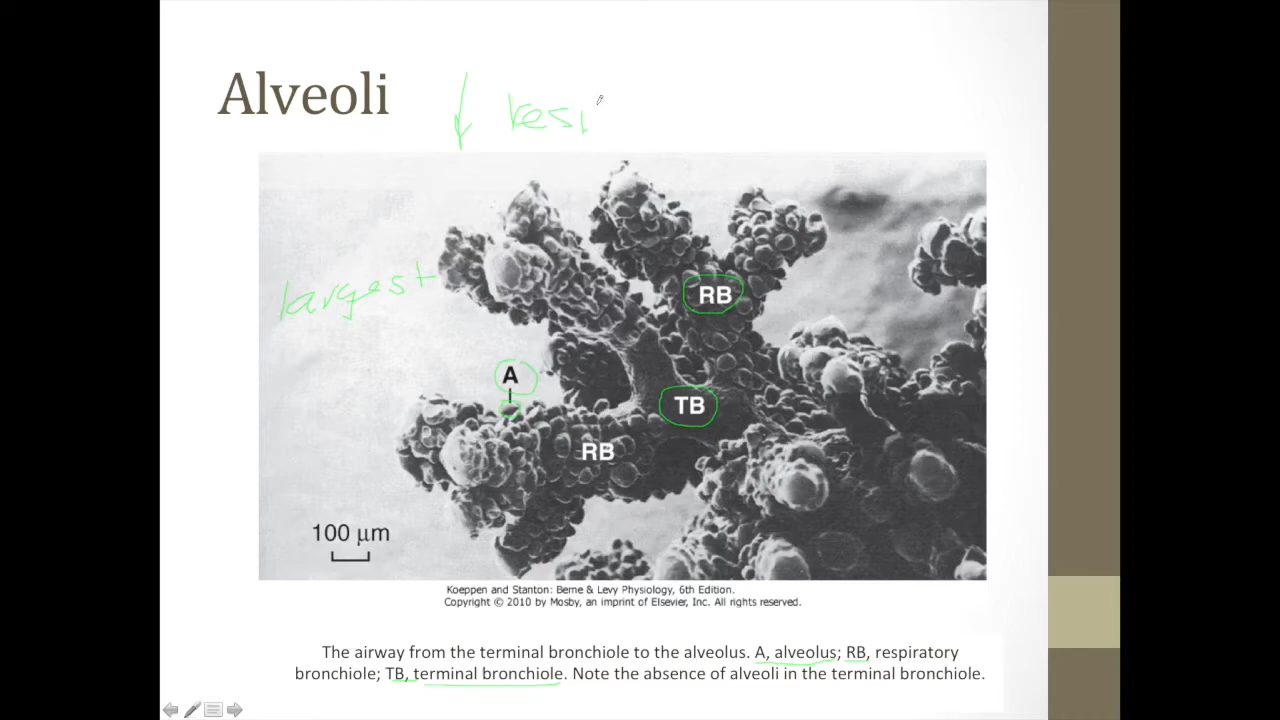 Alveoli
↓ resi
largest
RB
A
TB
RB
100 μm
Koeppen and Stanton: Berne & Levy Physiology, 6th Edition.
Copyright © 2010 by Mosby, an imprint of Elsevier, Inc. All rights reserved.
The airway from the terminal bronchiole to the alveolus. A, alveolus; RB, respiratory
bronchiole; TB, terminal bronchiole. Note the absence of alveoli in the terminal bronchiole.